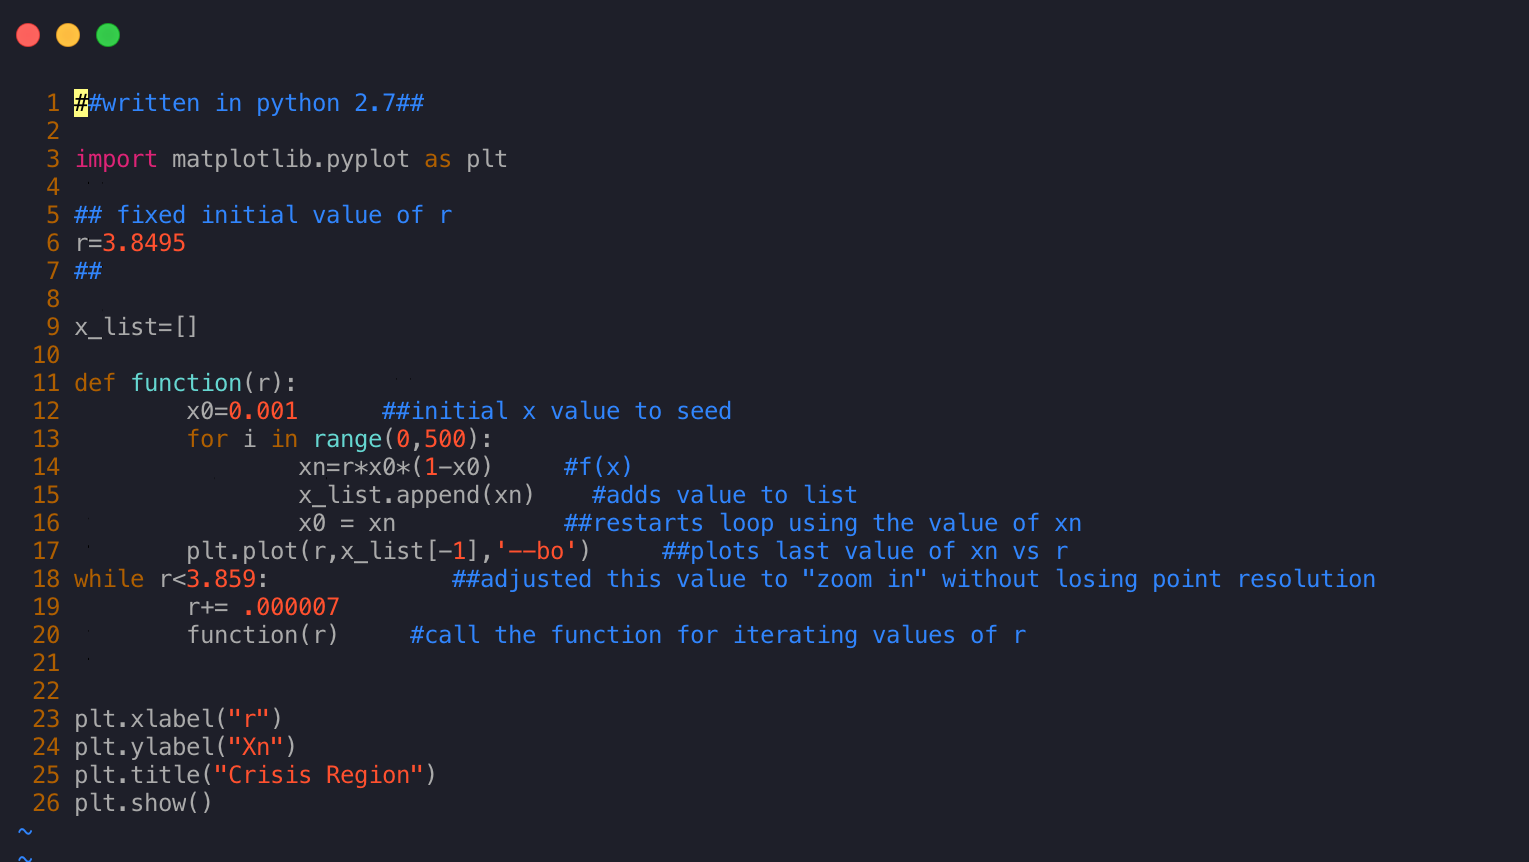 1 ##written in python 2.7##
2
3 import matplotlib.pyplot as plt
4
5 ## fixed initial value of r
6 r=3.8495
7 ##
8
9 x_list=[]
10
11 def function(r):
12         x0=0.001      ##initial x value to seed
13         for i in range(0,500):
14                 xn=r*x0*(1-x0)     #f(x)
15                 x_list.append(xn)    #adds value to list
16                 x0 = xn            ##restarts loop using the value of xn
17         plt.plot(r,x_list[-1],'--bo')     ##plots last value of xn vs r
18 while r<3.859:             ##adjusted this value to "zoom in" without losing point resolution
19         r+= .000007
20         function(r)     #call the function for iterating values of r
21
22
23 plt.xlabel("r")
24 plt.ylabel("Xn")
25 plt.title("Crisis Region")
26 plt.show()
~
~